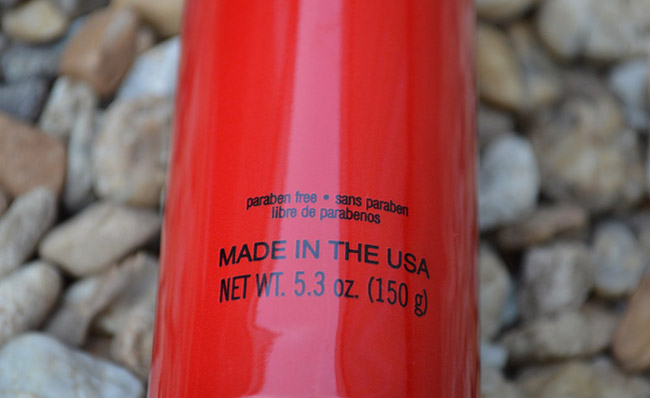 paraben free • sans paraben
libre de parabenos
MADE IN THE USA
NET WT. 5.3 oz. (150 g)